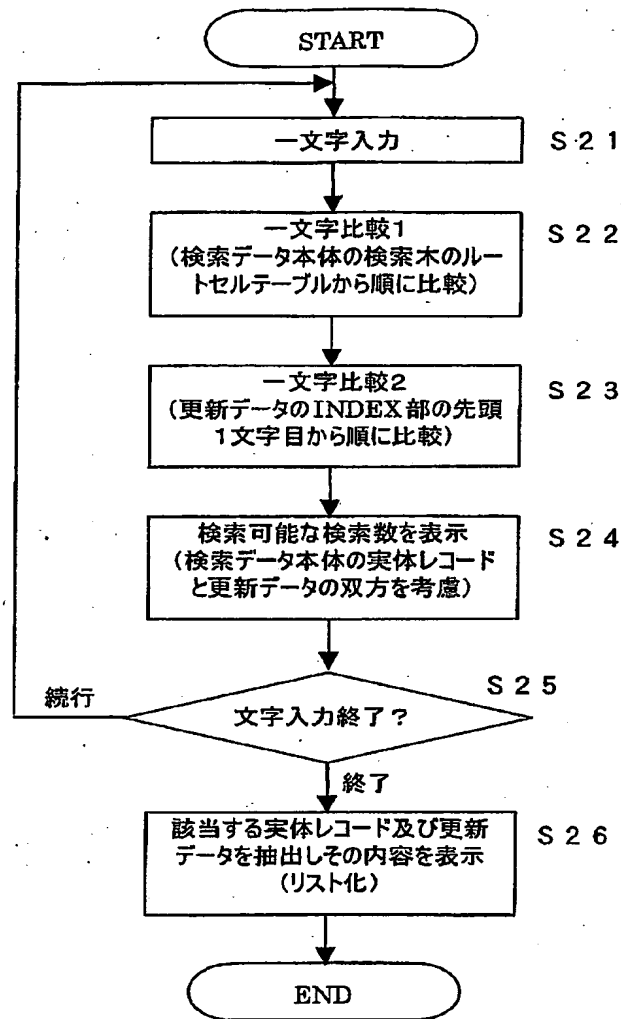 START
一文字入力
S21
一文字比較1
(検索データ本体の検索木のルー
トセルテーブルから順に比較)
S22
一文字比較2
(更新データのINDEX部の先頭
1文字目から順に比較)
S23
検索可能な検索数を表示
(検索データ本体の実体レコード
と更新データの双方を考慮)
S24
続行
文字入力終了?
S25
終了
該当する実体レコード及び更新
データを抽出しその内容を表示
(リスト化)
S26
END